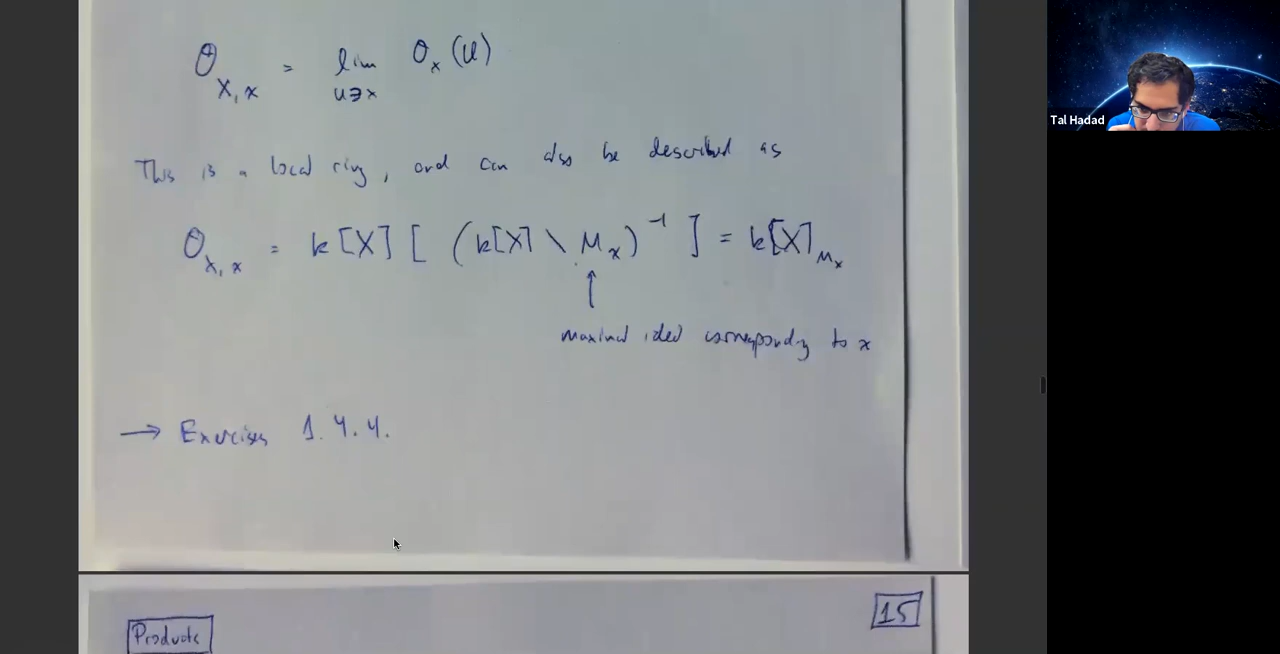 O_{X,x} = lim_{U∋x} O_x(U)
This is a local ring, and can also be described as
O_{X,x} = k[X][(k[X] \ M_x)^{-1}] = k[X]_{M_x}
↑
maximal ideal corresponding to x
→ Exercises 1.4.4.
15
Products
Tal Hadad